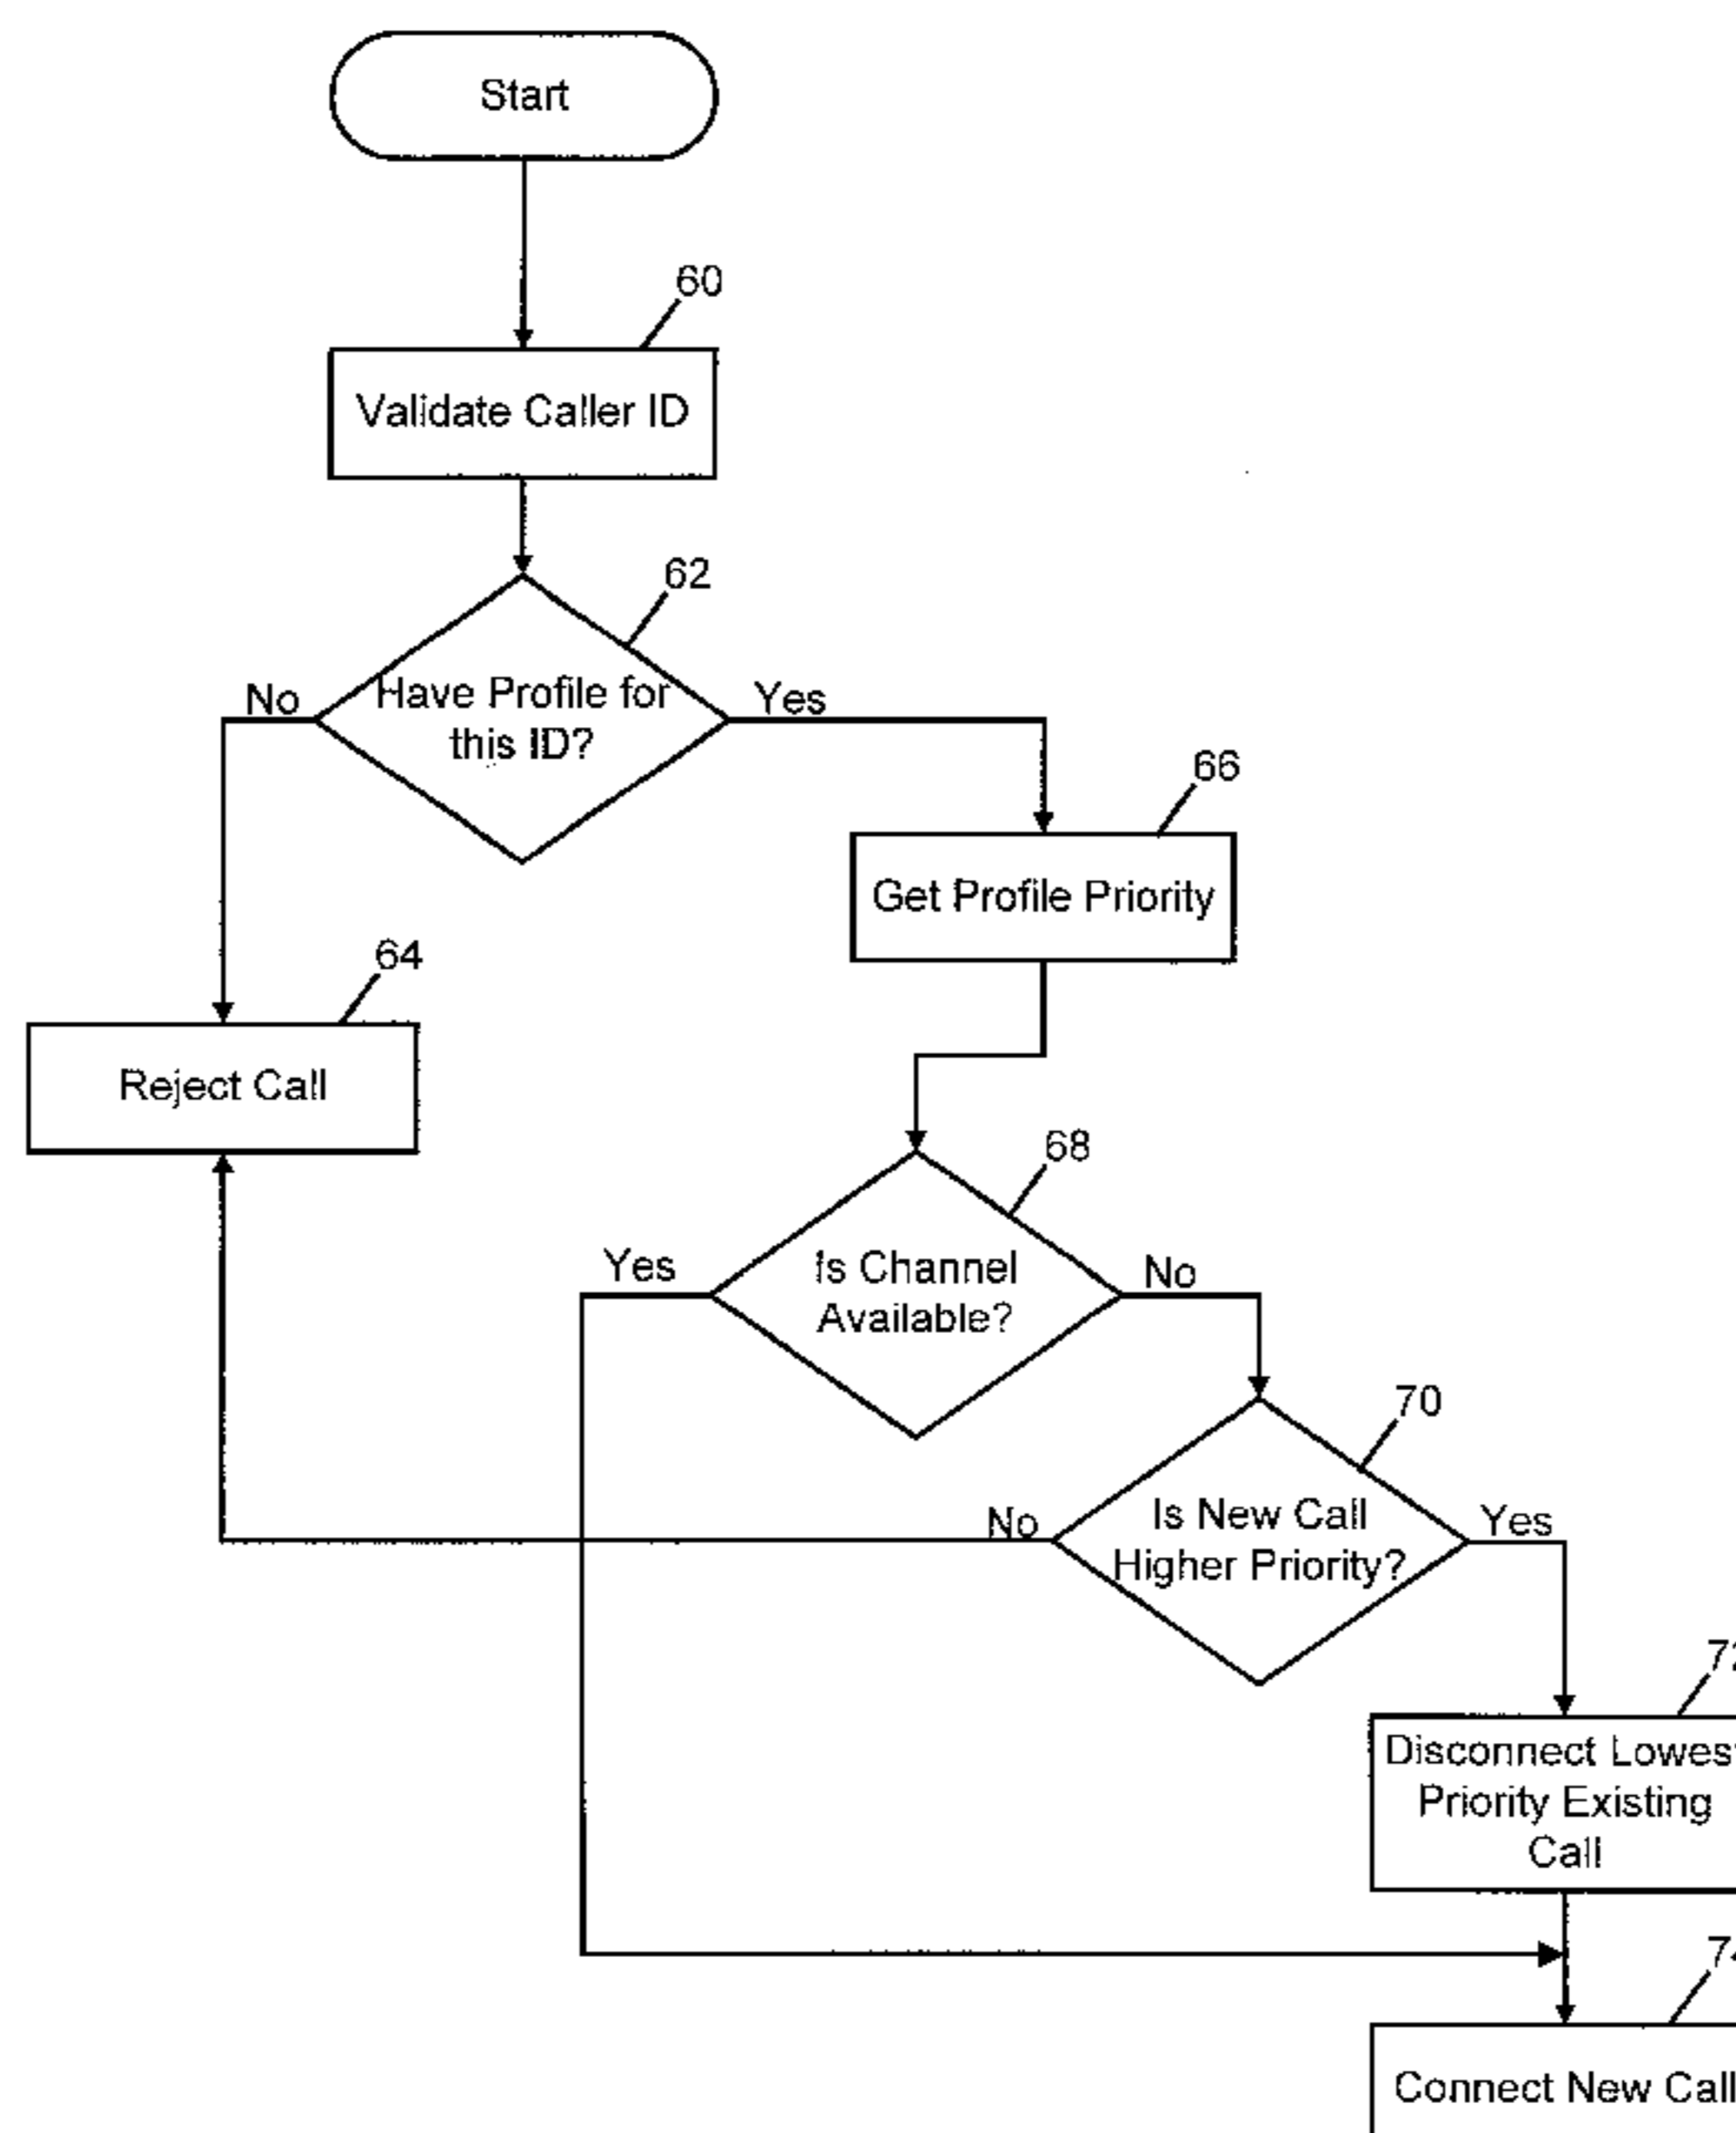 Start
60
Validate Caller ID
62
No
Have Profile for
this ID?
Yes
66
Get Profile Priority
64
Reject Call
68
Yes
Is Channel
Available?
No
70
No
Is New Call
Higher Priority?
Yes
Disconnect
Priority Existing
Call
Connect New Call